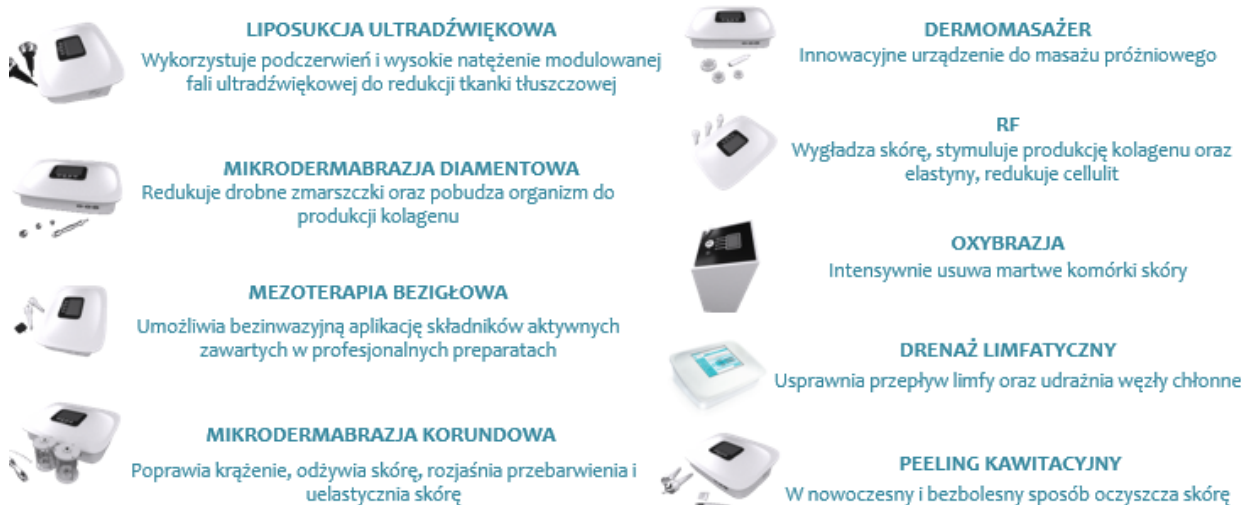 LIPOSUKCJA ULTRADŹWIĘKOWA
Wykorzystuje podczerwień i wysokie natężenie modulowanej
fali ultradźwiękowej do redukcji tkanki tłuszczowej
MIKRODERMABRAZJA DIAMENTOWA
Redukuje drobne zmarszczki oraz pobudza organizm do
produkcji kolagenu
MEZOTERAPIA BEZIGŁOWA
Umożliwia bezinwazyjną aplikację składników aktywnych
zawartych w profesjonalnych preparatach
MIKRODERMABRAZJA KORUNDOWA
Poprawia krążenie, odżywia skórę, rozjaśnia przebarwienia i
uelastycznia skórę
DERMOMASAŻER
Innowacyjne urządzenie do masażu próżniowego
RF
Wygładza skórę, stymuluje produkcję kolagenu oraz
elastyny, redukuje cellulit
OXYBRAZJA
Intensywnie usuwa martwe komórki skóry
DRENAŻ LIMFATYCZNY
Usprawnia przepływ limfy oraz udrażnia węzły chłonne
PEELING KAWITACYJNY
W nowoczesny i bezbolesny sposób oczyszcza skórę